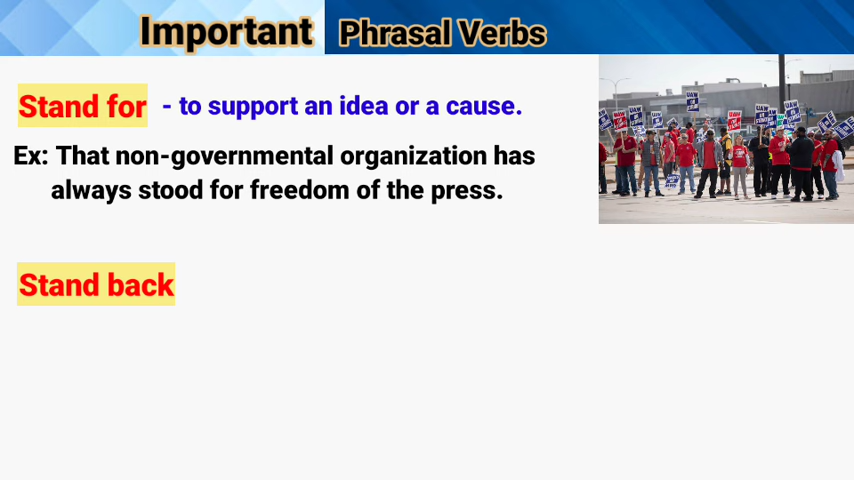 Important Phrasal Verbs
Stand for - to support an idea or a cause.
Ex: That non-governmental organization has
always stood for freedom of the press.
Stand back